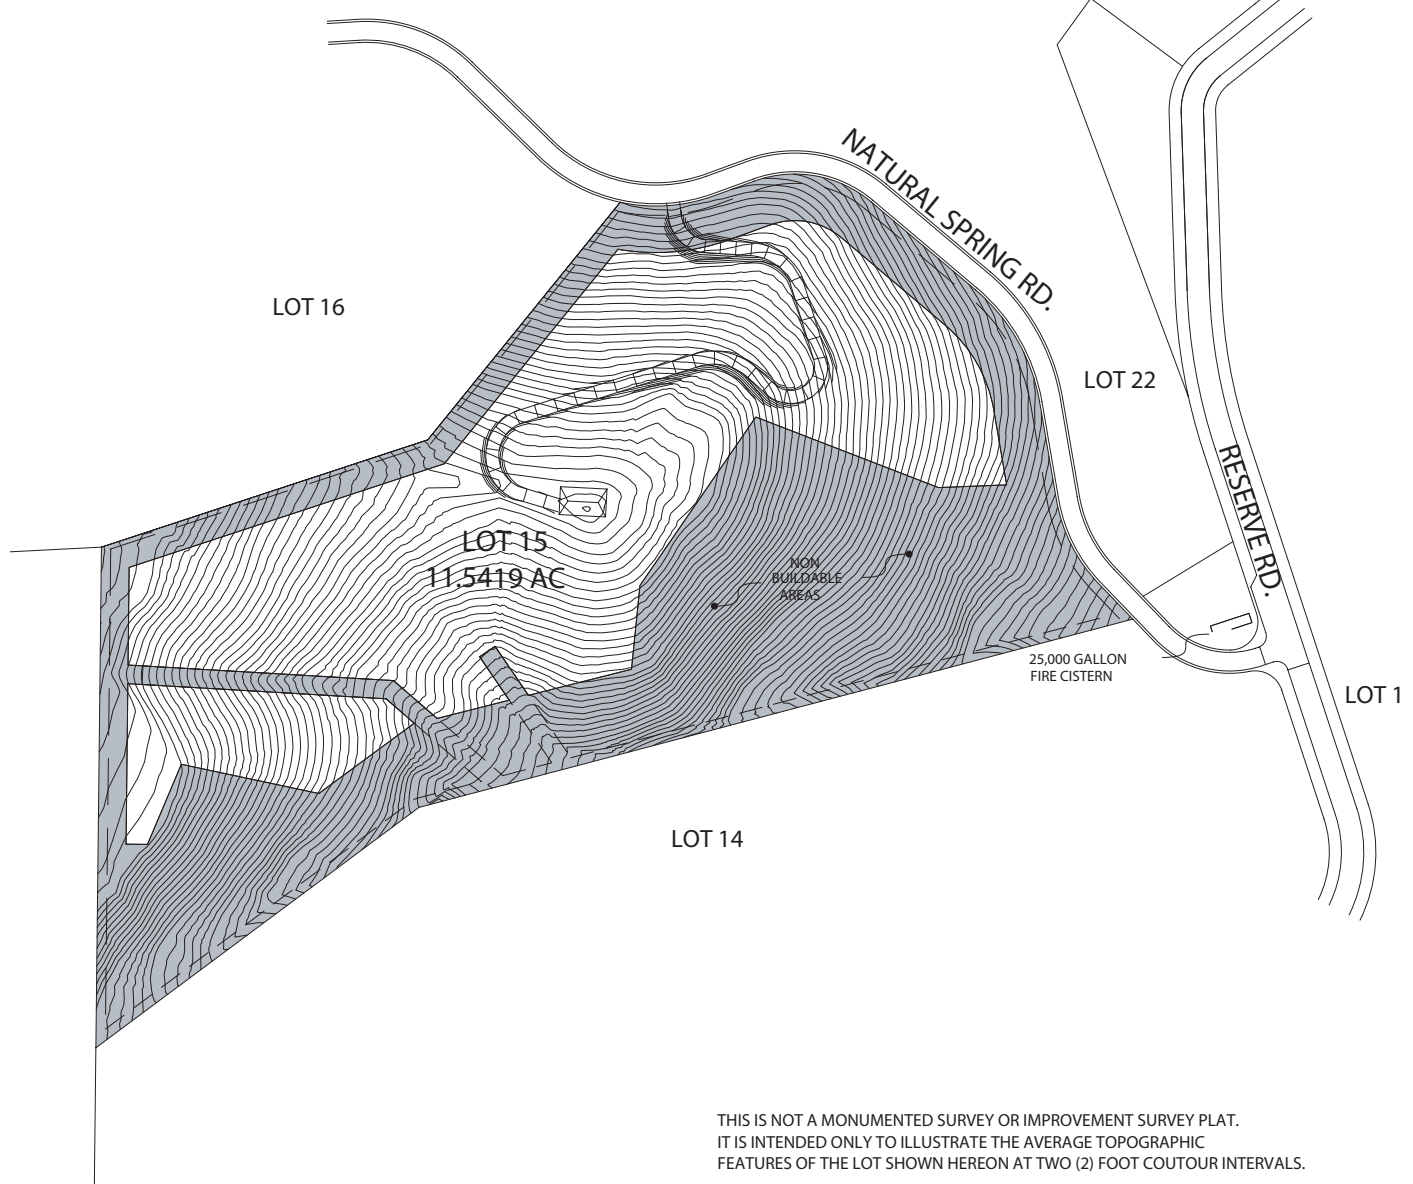 NATURAL SPRING RD.
LOT 16
LOT 22
RESERVE RD.
LOT 15
11.5419 AC
NON
BUILDABLE
AREAS
25,000 GALLON
FIRE CISTERN
LOT 1
LOT 14
THIS IS NOT A MONUMENTED SURVEY OR IMPROVEMENT SURVEY PLAT.
IT IS INTENDED ONLY TO ILLUSTRATE THE AVERAGE TOPOGRAPHIC
FEATURES OF THE LOT SHOWN HEREON AT TWO (2) FOOT COUTOUR INTERVALS.